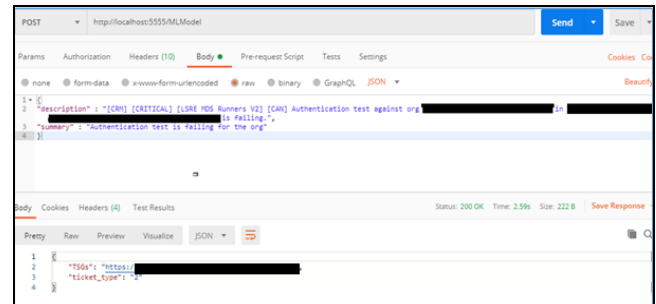 POST http://localhost:5555/MLModel Send Save
Params Authorization Headers (10) Body Pre-request Script Tests Settings Cookies Co
none form-data x-www-form-urlencoded raw binary GraphQL JSON Beautify
1 {
2 "description" : "[CRM] [CRITICAL] [LSRE MDS Runners V2] [CAN] Authentication test against org in
is failing.",
3 "summary" : "Authentication test is failing for the org"
4 }
Body Cookies Headers (4) Test Results Status: 200 OK Time: 2.59s Size: 222 B Save Response
Pretty Raw Preview Visualize JSON
1 {
2 "TSGs": "https:/
3 "ticket_type": "2"
4 }